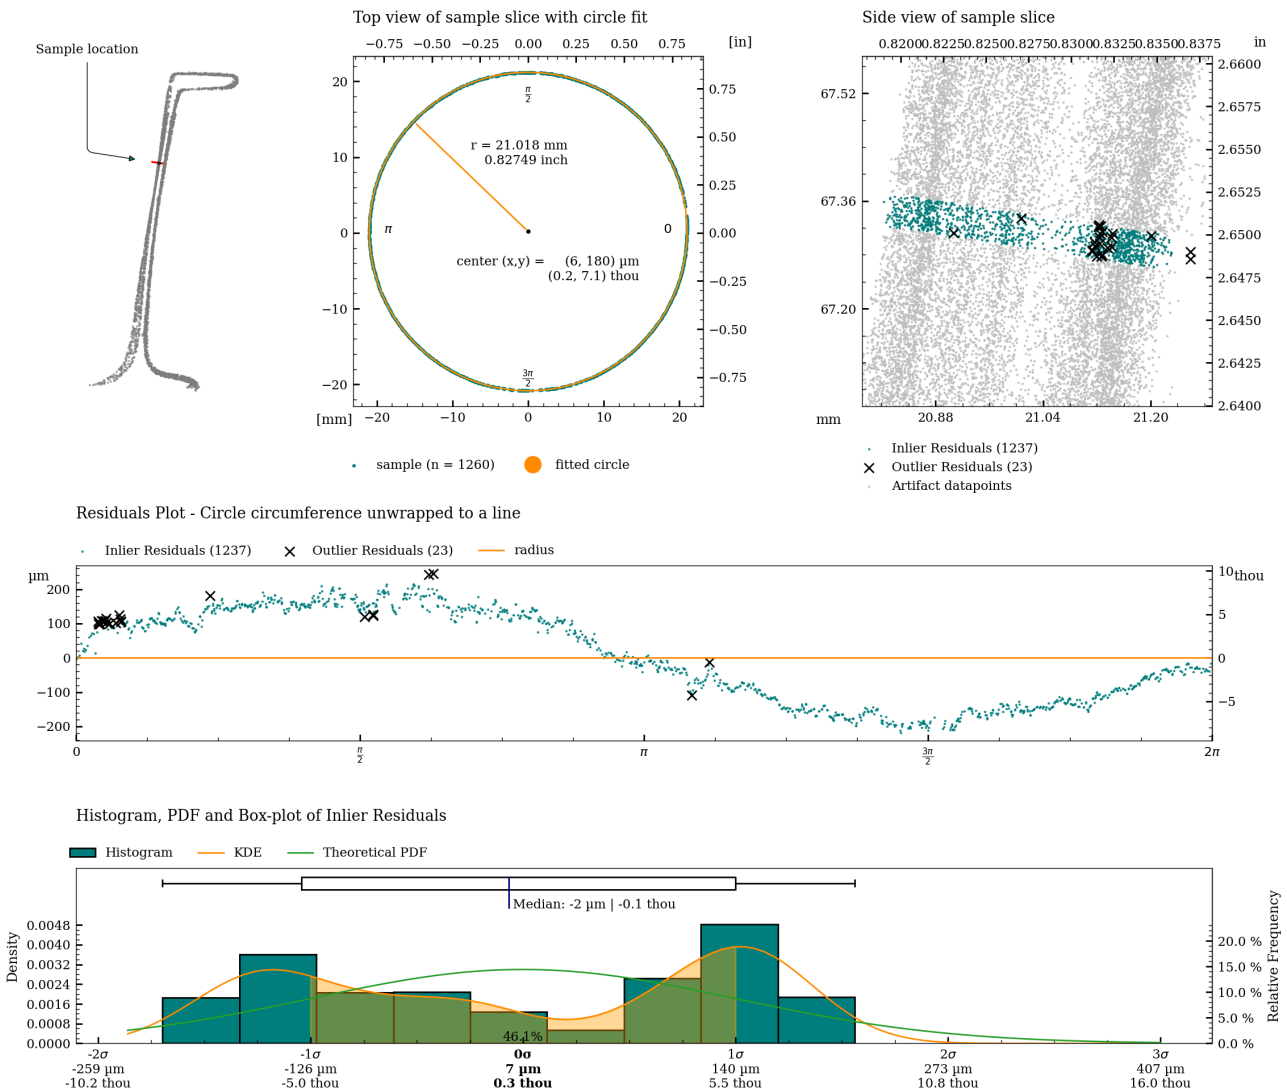 Sample location
Top view of sample slice with circle fit
−0.75 −0.50 −0.25 0.00 0.25 0.50 0.75 [in]
20
10
0
−10
−20
0.75
0.50
0.25
0.00
−0.25
−0.50
−0.75
π/2
r = 21.018 mm
0.82749 inch
π
0
center (x,y) = (6, 180) µm
(0.2, 7.1) thou
3π/2
[mm] −20 −10 0 10 20
sample (n = 1260) fitted circle
Side view of sample slice
0.8200 0.8225 0.8250 0.8275 0.8300 0.8325 0.8350 0.8375 in
67.52
67.36
67.20
2.6600
2.6575
2.6550
2.6525
2.6500
2.6475
2.6450
2.6425
2.6400
mm 20.88 21.04 21.20
Inlier Residuals (1237)
Outlier Residuals (23)
Artifact datapoints
Residuals Plot - Circle circumference unwrapped to a line
Inlier Residuals (1237) Outlier Residuals (23) radius
µm
200
100
0
−100
−200
10
thou
5
0
−5
0 π/2 π 3π/2 2π
Histogram, PDF and Box-plot of Inlier Residuals
Histogram KDE Theoretical PDF
Median: -2 µm | -0.1 thou
Density
0.0048
0.0040
0.0032
0.0024
0.0016
0.0008
0.0000
Relative Frequency
20.0 %
15.0 %
10.0 %
5.0 %
0.0 %
46.1%
-2σ -1σ 0σ 1σ 2σ 3σ
-259 µm -126 µm 7 µm 140 µm 273 µm 407 µm
-10.2 thou -5.0 thou 0.3 thou 5.5 thou 10.8 thou 16.0 thou